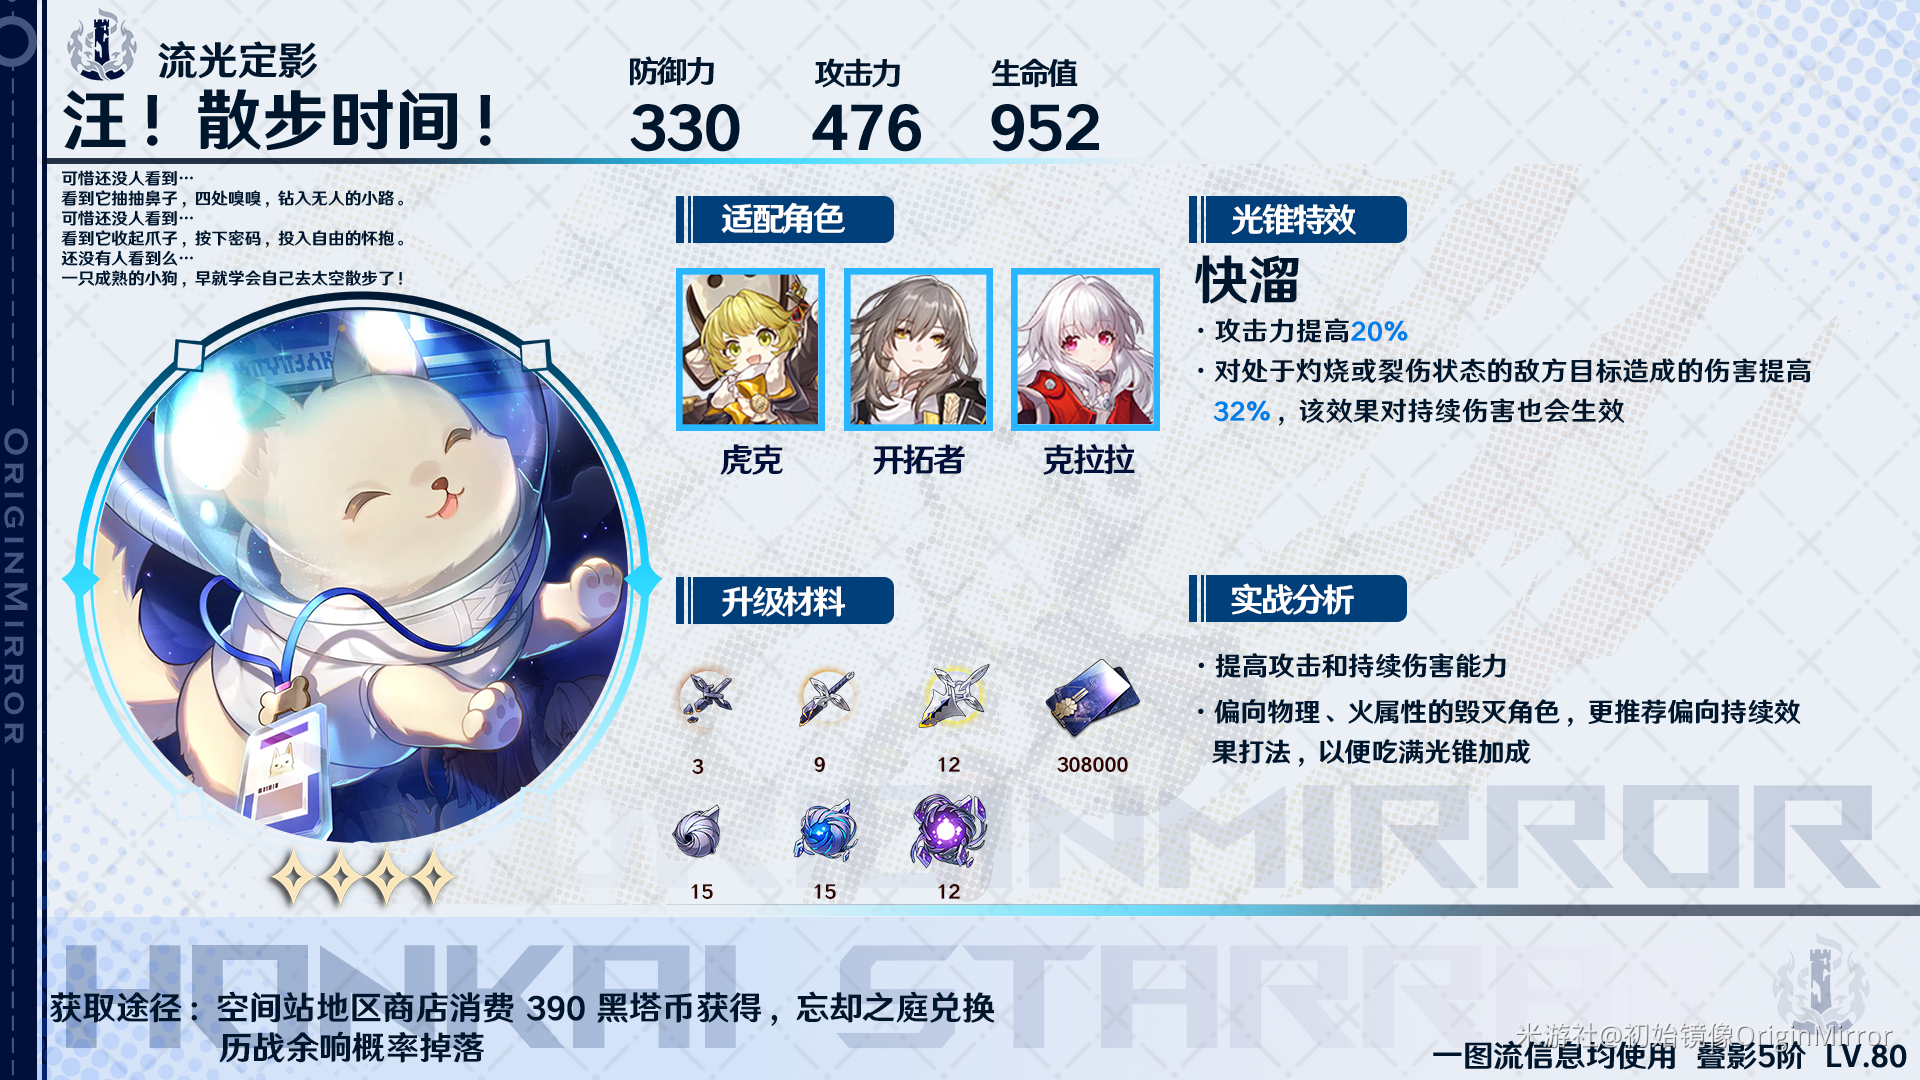 流光定影
汪！散步时间！
防御力 攻击力 生命值
330 476 952
可惜还没人看到…
看到它抽抽鼻子，四处嗅嗅，钻入无人的小路。
可惜还没人看到…
看到它收起爪子，按下密码，投入自由的怀抱。
还没有人看到么…
一只成熟的小狗，早就学会自己去太空散步了！
适配角色
虎克 开拓者 克拉拉
光锥特效
快溜
·攻击力提高20%
·对处于灼烧或裂伤状态的敌方目标造成的伤害提高
32%，该效果对持续伤害也会生效
升级材料
3 9 12 308000
15 15 12
实战分析
·提高攻击和持续伤害能力
·偏向物理、火属性的毁灭角色，更推荐偏向持续效
果打法，以便吃满光锥加成
ORIGINMIRROR
获取途径：空间站地区商店消费 390 黑塔币获得，忘却之庭兑换
历战余响概率掉落
米游社@初始镜像OriginMirror
一图流信息均使用 叠影5阶 LV.80